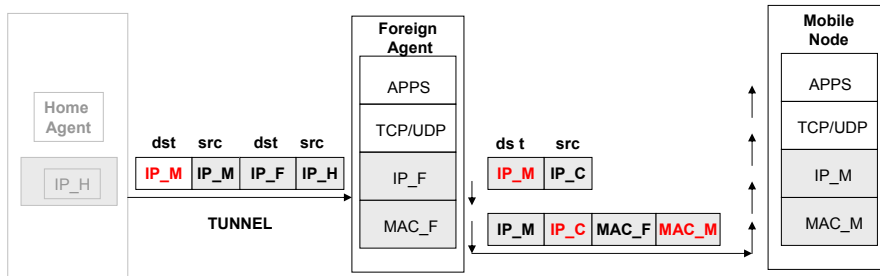 Home
Agent
IP_H
dst src dst src
IP_M IP_M IP_F IP_H
TUNNEL
Foreign
Agent
APPS
TCP/UDP
IP_F
MAC_F
ds t src
IP_M IP_C
IP_M IP_C MAC_F MAC_M
Mobile
Node
APPS
TCP/UDP
IP_M
MAC_M